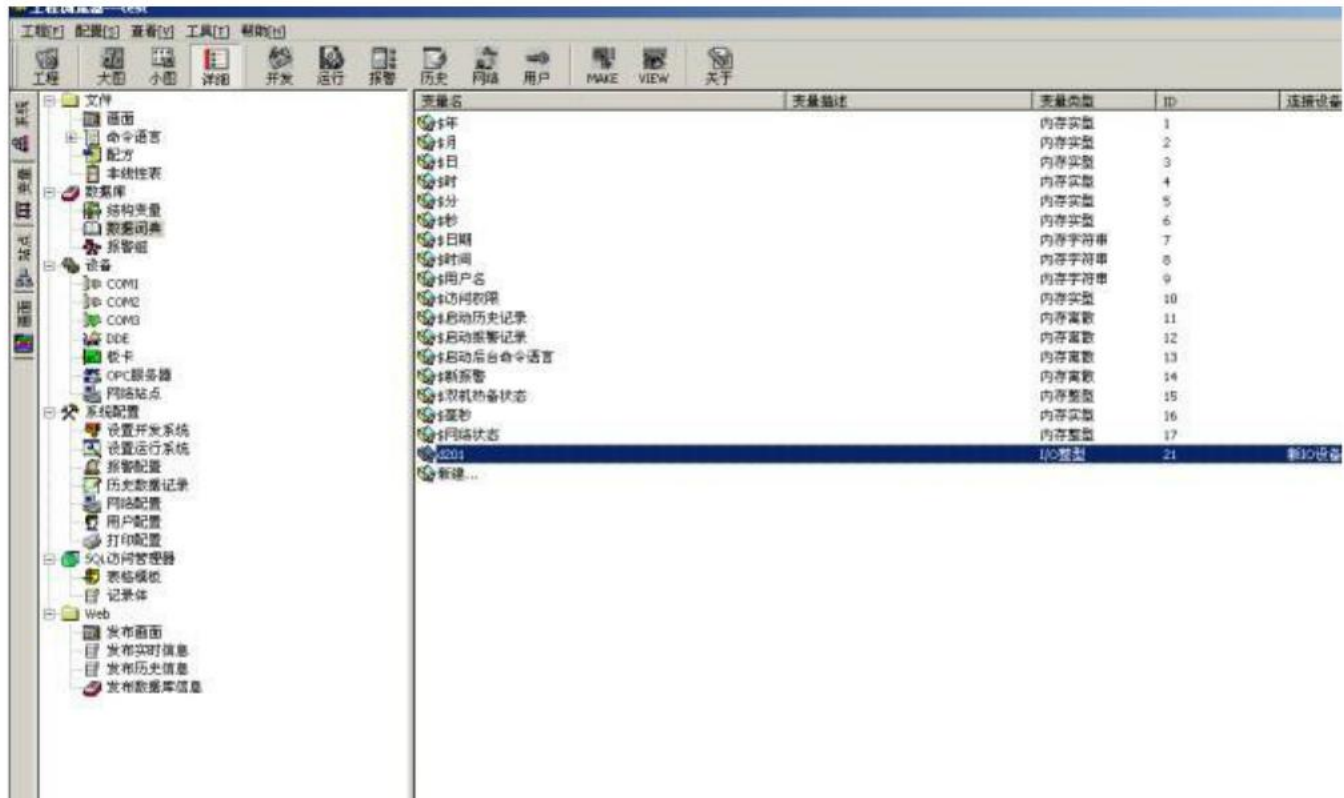 工程浏览器---test
工程[F] 配置[S] 查看[V] 工具[T] 帮助[H]
工程 大图 小图 详细 开发 运行 报警 历史 网络 用户 MAKE VIEW 关于
系统
变量
站点
画面
文件
画面
命令语言
配方
非线性表
数据库
结构变量
数据词典
报警组
设备
COM1
COM2
COM3
DDE
板卡
OPC服务器
网络站点
系统配置
设置开发系统
设置运行系统
报警配置
历史数据记录
网络配置
用户配置
打印配置
SQL访问管理器
表格模板
记录体
Web
发布画面
发布实时信息
发布历史信息
发布数据库信息
变量名 变量描述 变量类型 ID 连接设备
$年 内存实型 1
$月 内存实型 2
$日 内存实型 3
$时 内存实型 4
$分 内存实型 5
$秒 内存实型 6
$日期 内存字符串 7
$时间 内存字符串 8
$用户名 内存字符串 9
$访问权限 内存实型 10
$启动历史记录 内存离散 11
$启动报警记录 内存离散 12
$启动后台命令语言 内存离散 13
$新报警 内存离散 14
$双机热备状态 内存整型 15
$毫秒 内存实型 16
$网络状态 内存整型 17
d201 I/O整型 21 新IO设备
新建...